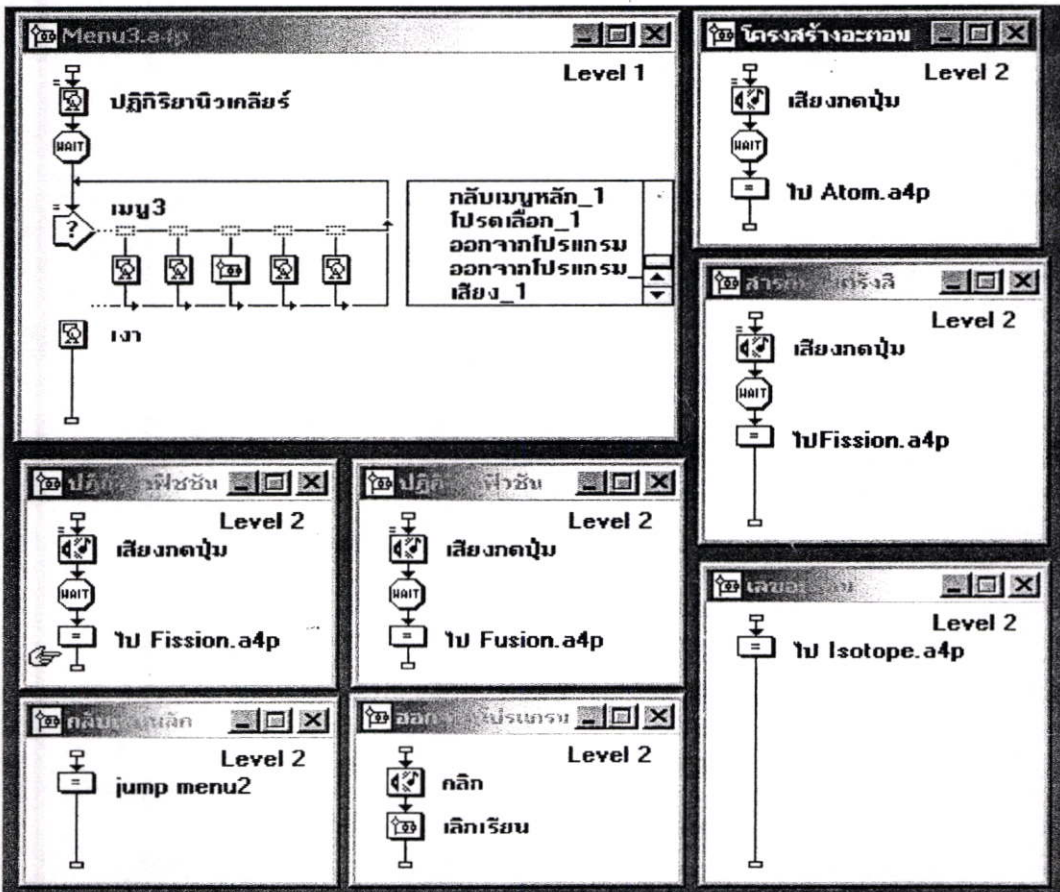 Menu3.a4p
Level 1
ปฏิกิริยานิวเคลียร์
WAIT
เมนู3
?
กลับเมนูหลัก_1
โปรดเลือก_1
ออกจากโปรแกรม
ออกจากโปรแกรม_
เสียง_1
เงา
โครงสร้างอะตอม
Level 2
เสียงกดปุ่ม
WAIT
=
ไป Atom.a4p
Level 2
เสียงกดปุ่ม
WAIT
=
ไปFission.a4p
Level 2
เสียงกดปุ่ม
WAIT
=
ไป Fission.a4p
Level 2
เสียงกดปุ่ม
WAIT
=
ไป Fusion.a4p
Level 2
=
ไป Isotope.a4p
Level 2
=
jump menu2
Level 2
คลิก
เลิกเรียน